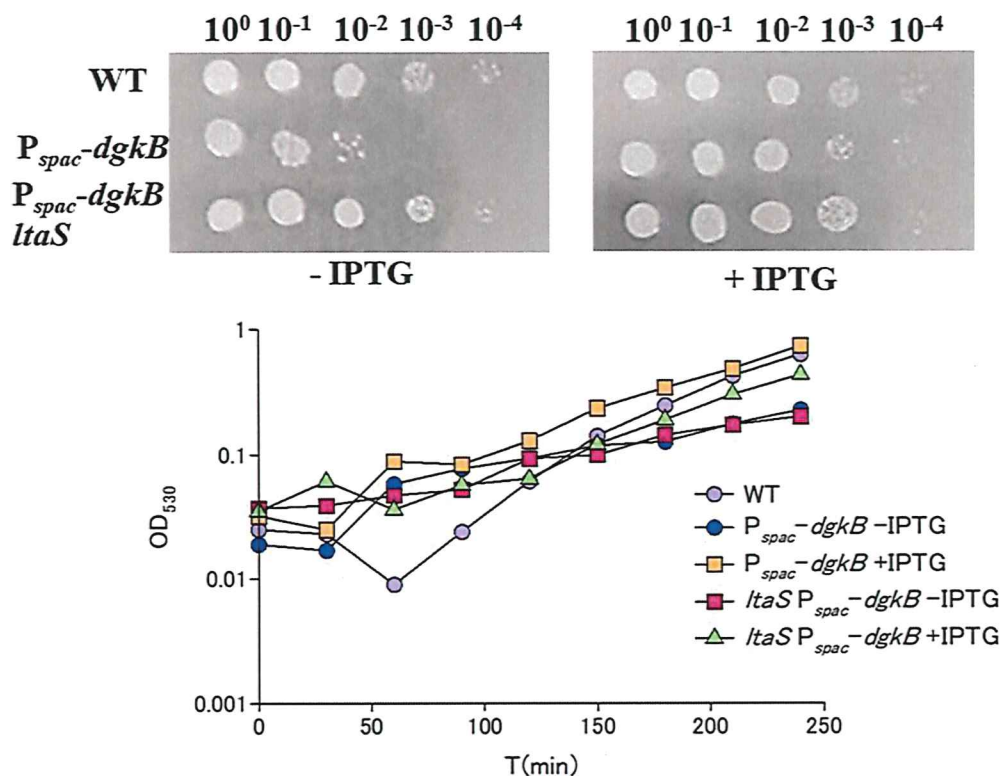 10⁰ 10⁻¹ 10⁻² 10⁻³ 10⁻⁴
10⁰ 10⁻¹ 10⁻² 10⁻³ 10⁻⁴
WT
Pspac-dgkB
Pspac-dgkB
ltaS
- IPTG
+ IPTG
1
0.1
0.01
0.001
OD530
0 50 100 150 200 250
T(min)
WT
Pspac-dgkB -IPTG
Pspac-dgkB +IPTG
ltaS Pspac-dgkB -IPTG
ltaS Pspac-dgkB +IPTG